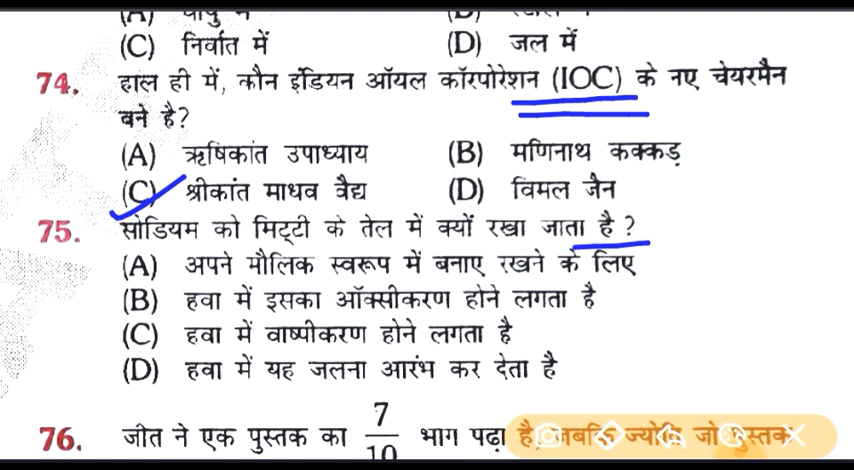 (C) निर्वात में (D) जल में
74. हाल ही में, कौन इंडियन ऑयल कॉरपोरेशन (IOC) के नए चेयरमैन
बने है?
(A) ऋषिकांत उपाध्याय (B) मणिनाथ कक्कड़
(C) श्रीकांत माधव वैद्य (D) विमल जैन
75. सोडियम को मिट्टी के तेल में क्यों रखा जाता है ?
(A) अपने मौलिक स्वरूप में बनाए रखने के लिए
(B) हवा में इसका ऑक्सीकरण होने लगता है
(C) हवा में वाष्पीकरण होने लगता है
(D) हवा में यह जलना आरंभ कर देता है
76. जीत ने एक पुस्तक का 7/10 भाग पढ़ा है, जबकि ज्योति जो पुस्तक